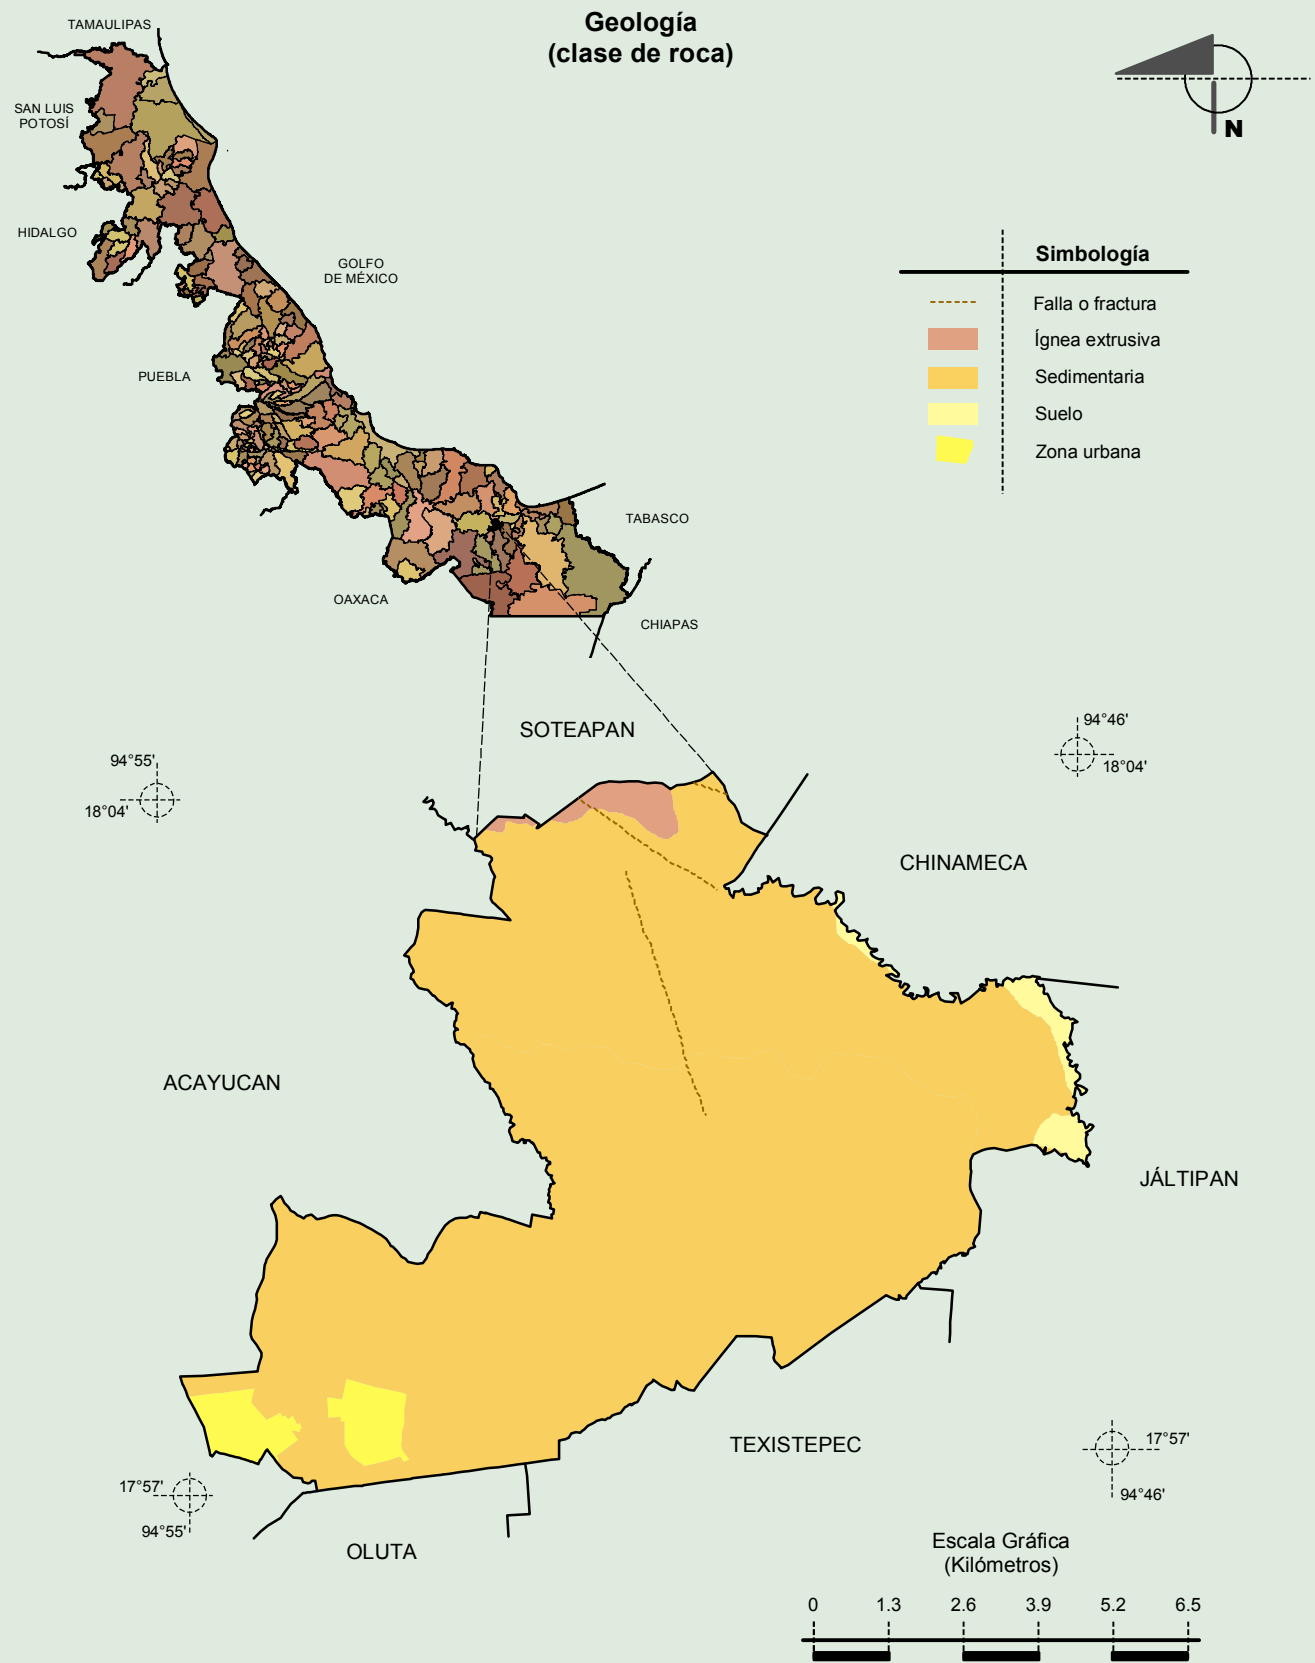 Geología
(clase de roca)
TAMAULIPAS
SAN LUIS
POTOSÍ
HIDALGO
GOLFO
DE MÉXICO
PUEBLA
TABASCO
OAXACA
CHIAPAS
N
Simbología
Falla o fractura
Ígnea extrusiva
Sedimentaria
Suelo
Zona urbana
SOTEAPAN
94°55'
18°04'
94°46'
18°04'
CHINAMECA
ACAYUCAN
JÁLTIPAN
TEXISTEPEC
17°57'
94°46'
17°57'
94°55'
OLUTA
Escala Gráfica
(Kilómetros)
0 1.3 2.6 3.9 5.2 6.5